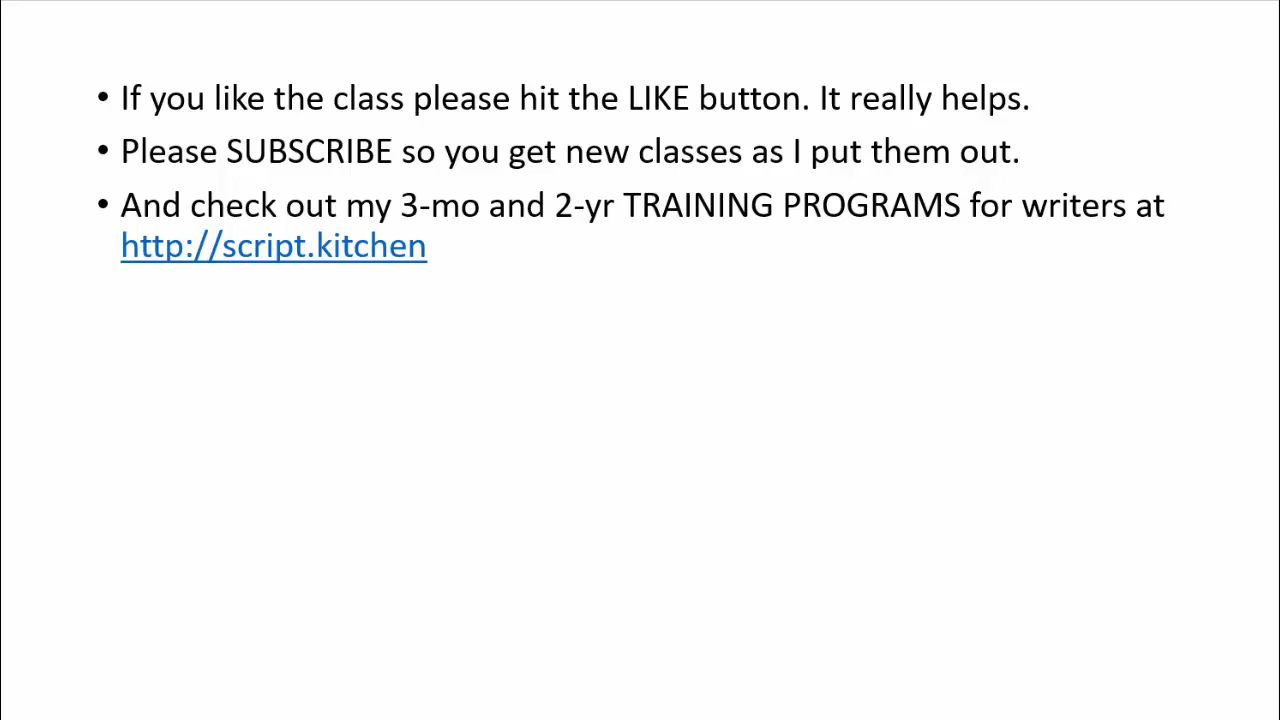 • If you like the class please hit the LIKE button. It really helps.
• Please SUBSCRIBE so you get new classes as I put them out.
• And check out my 3-mo and 2-yr TRAINING PROGRAMS for writers at
http://script.kitchen